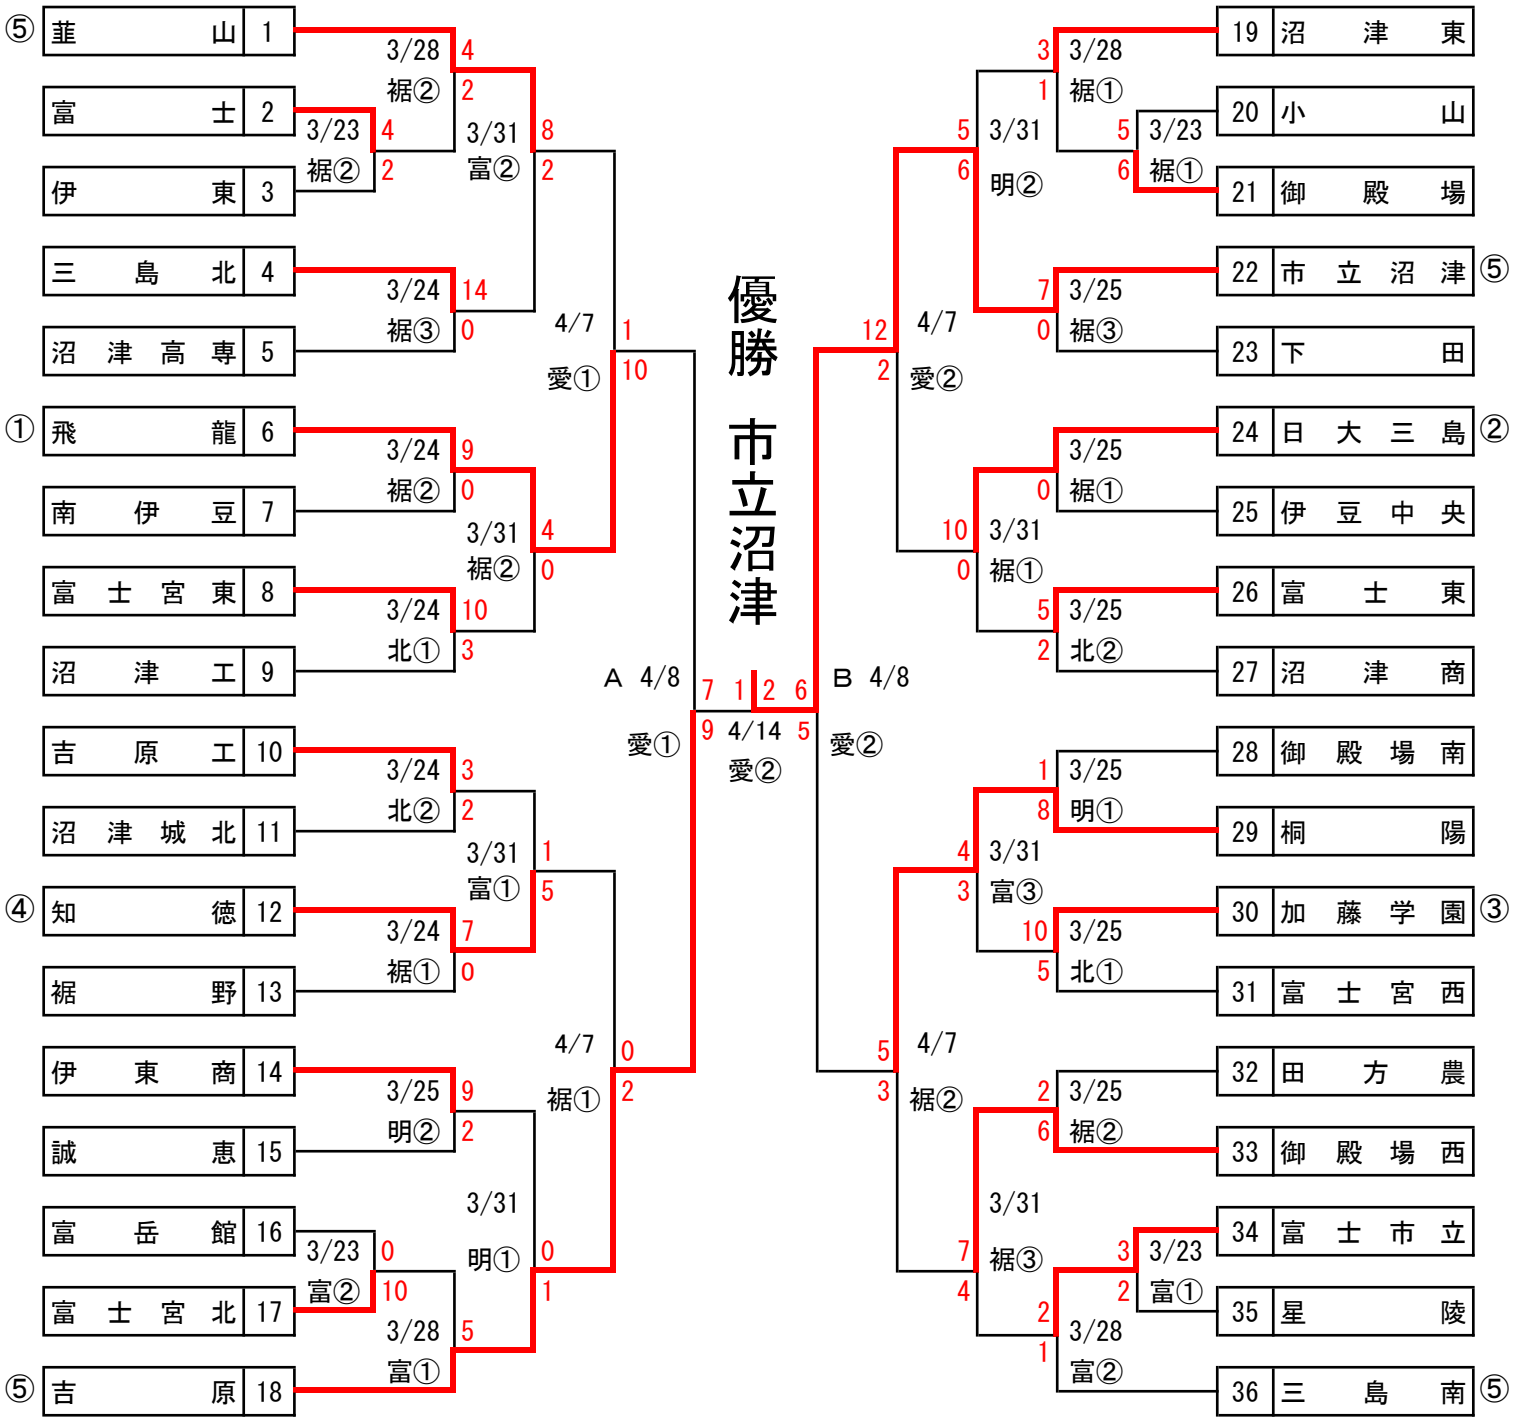 ⑤ 韮山 1
3/28 4
裾② 2
富士 2
3/23 4
裾② 2
3/31 8
富② 2
伊東 3
三島北 4
3/24 14
裾③ 0
沼津高専 5
4/7 1
愛① 10
① 飛龍 6
3/24 9
裾② 0
南伊豆 7
3/31 4
裾② 0
富士宮東 8
3/24 10
北① 3
沼津工 9
A 4/8 7
愛① 9
吉原工 10
3/24 3
北② 2
沼津城北 11
3/31 1
富① 5
④ 知徳 12
3/24 7
裾① 0
裾野 13
4/7 0
裾① 2
伊東商 14
3/25 9
明② 2
誠恵 15
3/31 0
明① 1
富岳館 16
3/23 0
富② 10
富士宮北 17
3/28 5
富①
⑤ 吉原 18
優勝 市立沼津
1 2
4/14
愛②
19 沼津東
3 3/28
1 裾①
20 小山
5 3/23
6 裾①
5 3/31
6 明②
21 御殿場
22 市立沼津 ⑤
7 3/25
0 裾③
23 下田
12 4/7
2 愛②
24 日大三島 ②
3/25
0 裾①
25 伊豆中央
10 3/31
0 裾①
26 富士東
5 3/25
2 北②
27 沼津商
6 B 4/8
5 愛②
28 御殿場南
1 3/25
8 明①
29 桐陽
4 3/31
3 富③
30 加藤学園 ③
10 3/25
5 北①
31 富士宮西
5 4/7
3 裾②
32 田方農
2 3/25
6 裾②
33 御殿場西
7 3/31
4 裾③
34 富士市立
3 3/23
2 富①
35 星陵
2 3/28
1 富②
36 三島南 ⑤